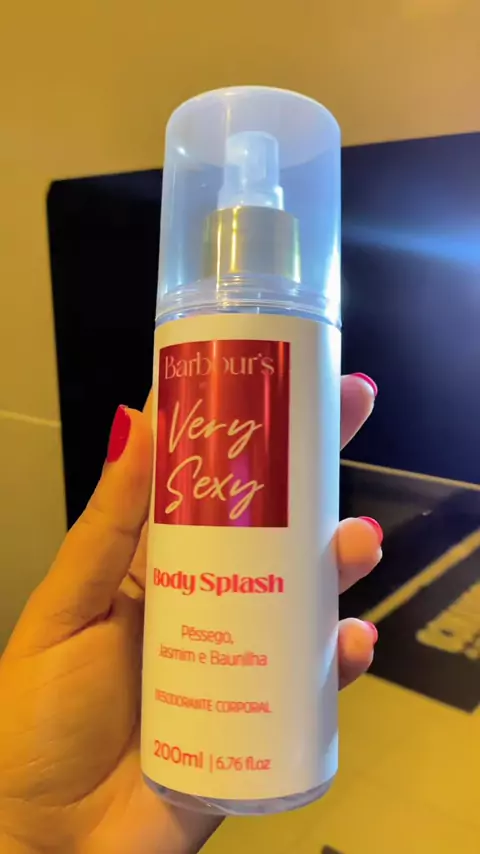 Barbour's
Very
Sexy
Body Splash
Pêssego,
Jasmim e Baunilha
DESODORANTE CORPORAL
200ml | 6.76 fl.oz